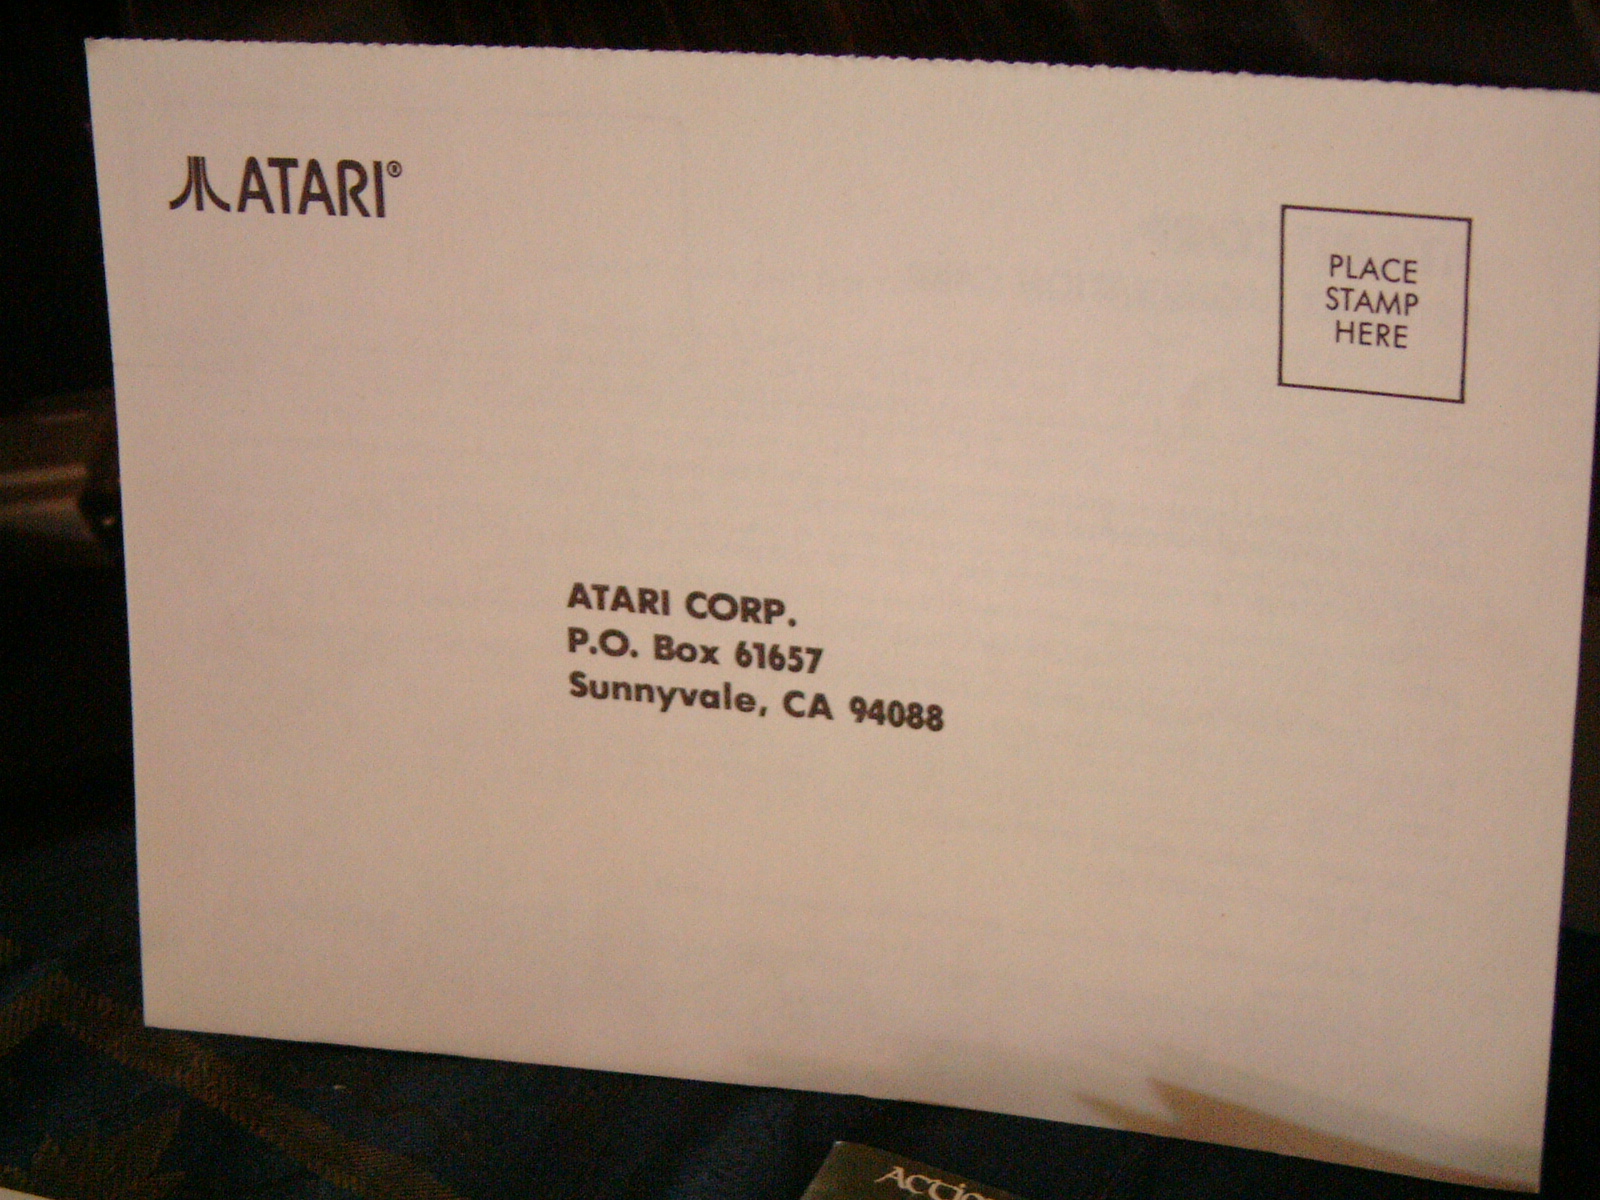 ATARI®
PLACE
STAMP
HERE
ATARI CORP.
P.O. Box 61657
Sunnyvale, CA 94088